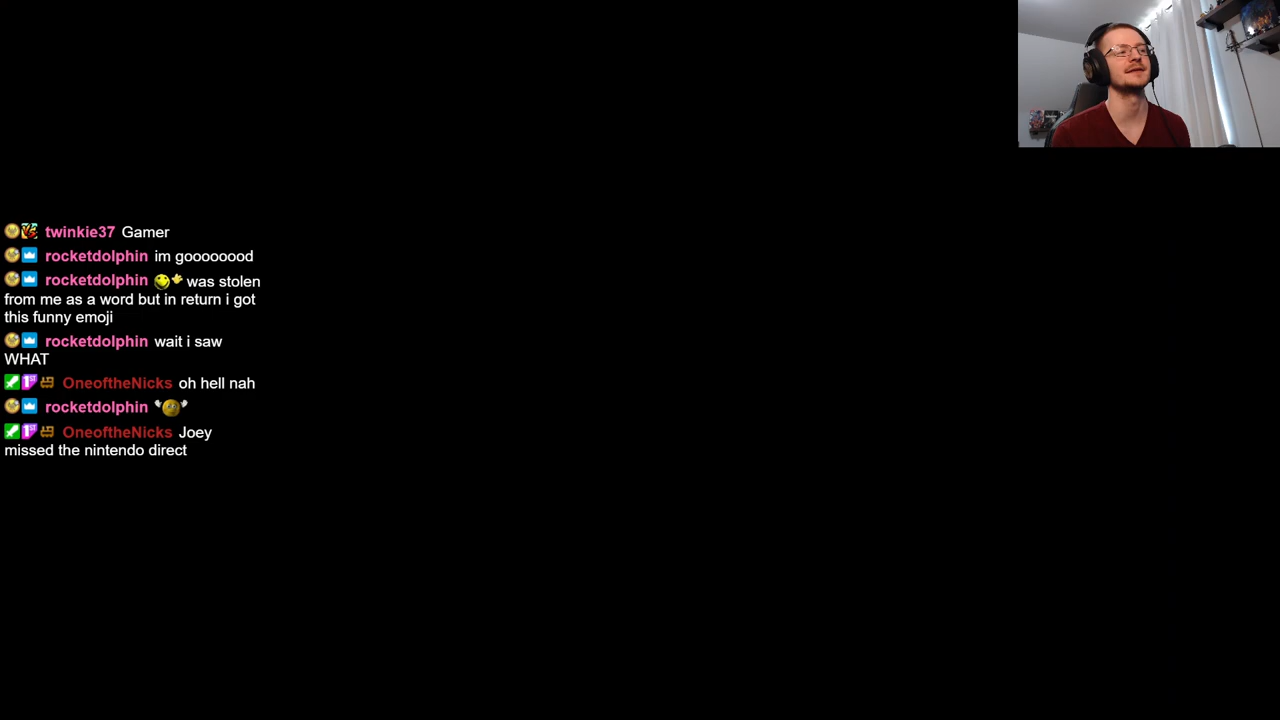 twinkie37 Gamer
rocketdolphin im goooooood
rocketdolphin was stolen
from me as a word but in return i got
this funny emoji
rocketdolphin wait i saw
WHAT
OneoftheNicks oh hell nah
rocketdolphin
OneoftheNicks Joey
missed the nintendo direct